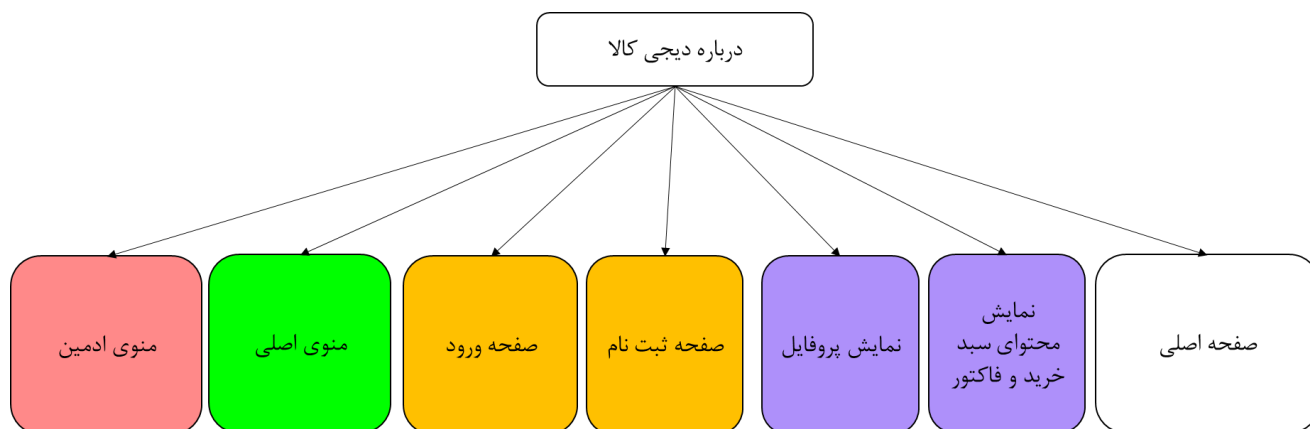 درباره دیجی کالا
صفحه اصلی
نمایش
محتوای سبد
خرید و فاکتور
نمایش پروفایل
صفحه ثبت نام
صفحه ورود
منوی اصلی
منوی ادمین